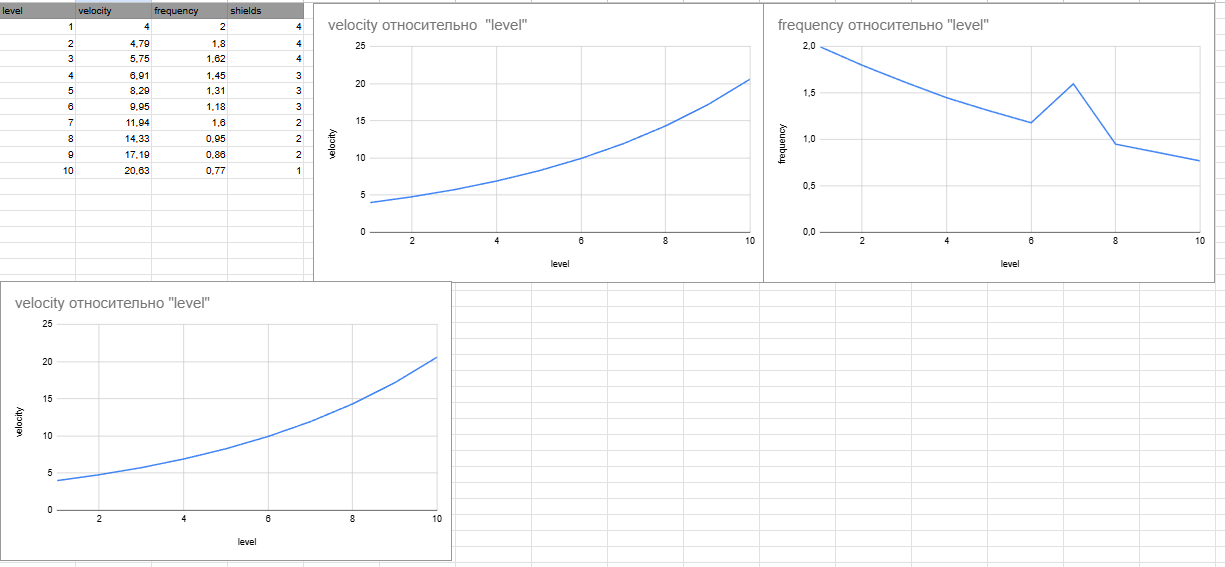 level velocity frequency shields
1 4 2 4
2 4,79 1,8 4
3 5,75 1,62 4
4 6,91 1,45 3
5 8,29 1,31 3
6 9,95 1,18 3
7 11,94 1,6 2
8 14,33 0,95 2
9 17,19 0,86 2
10 20,63 0,77 1
velocity относительно "level"
25
20
15
10
5
0
velocity
2 4 6 8 10
level
frequency относительно "level"
2,0
1,5
1,0
0,5
0,0
frequency
2 4 6 8 10
level
velocity относительно "level"
25
20
15
10
5
0
velocity
2 4 6 8 10
level